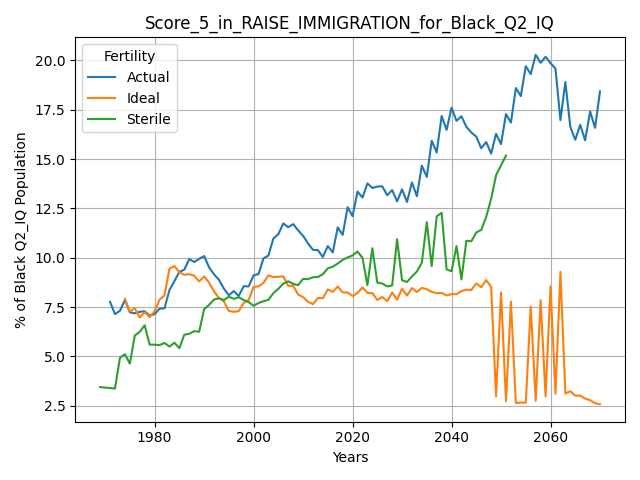 Score_5_in_RAISE_IMMIGRATION_for_Black_Q2_IQ
% of Black Q2_IQ Population
20.0
17.5
15.0
12.5
10.0
7.5
5.0
2.5
Fertility
Actual
Ideal
Sterile
1980
2000
2020
2040
2060
Years